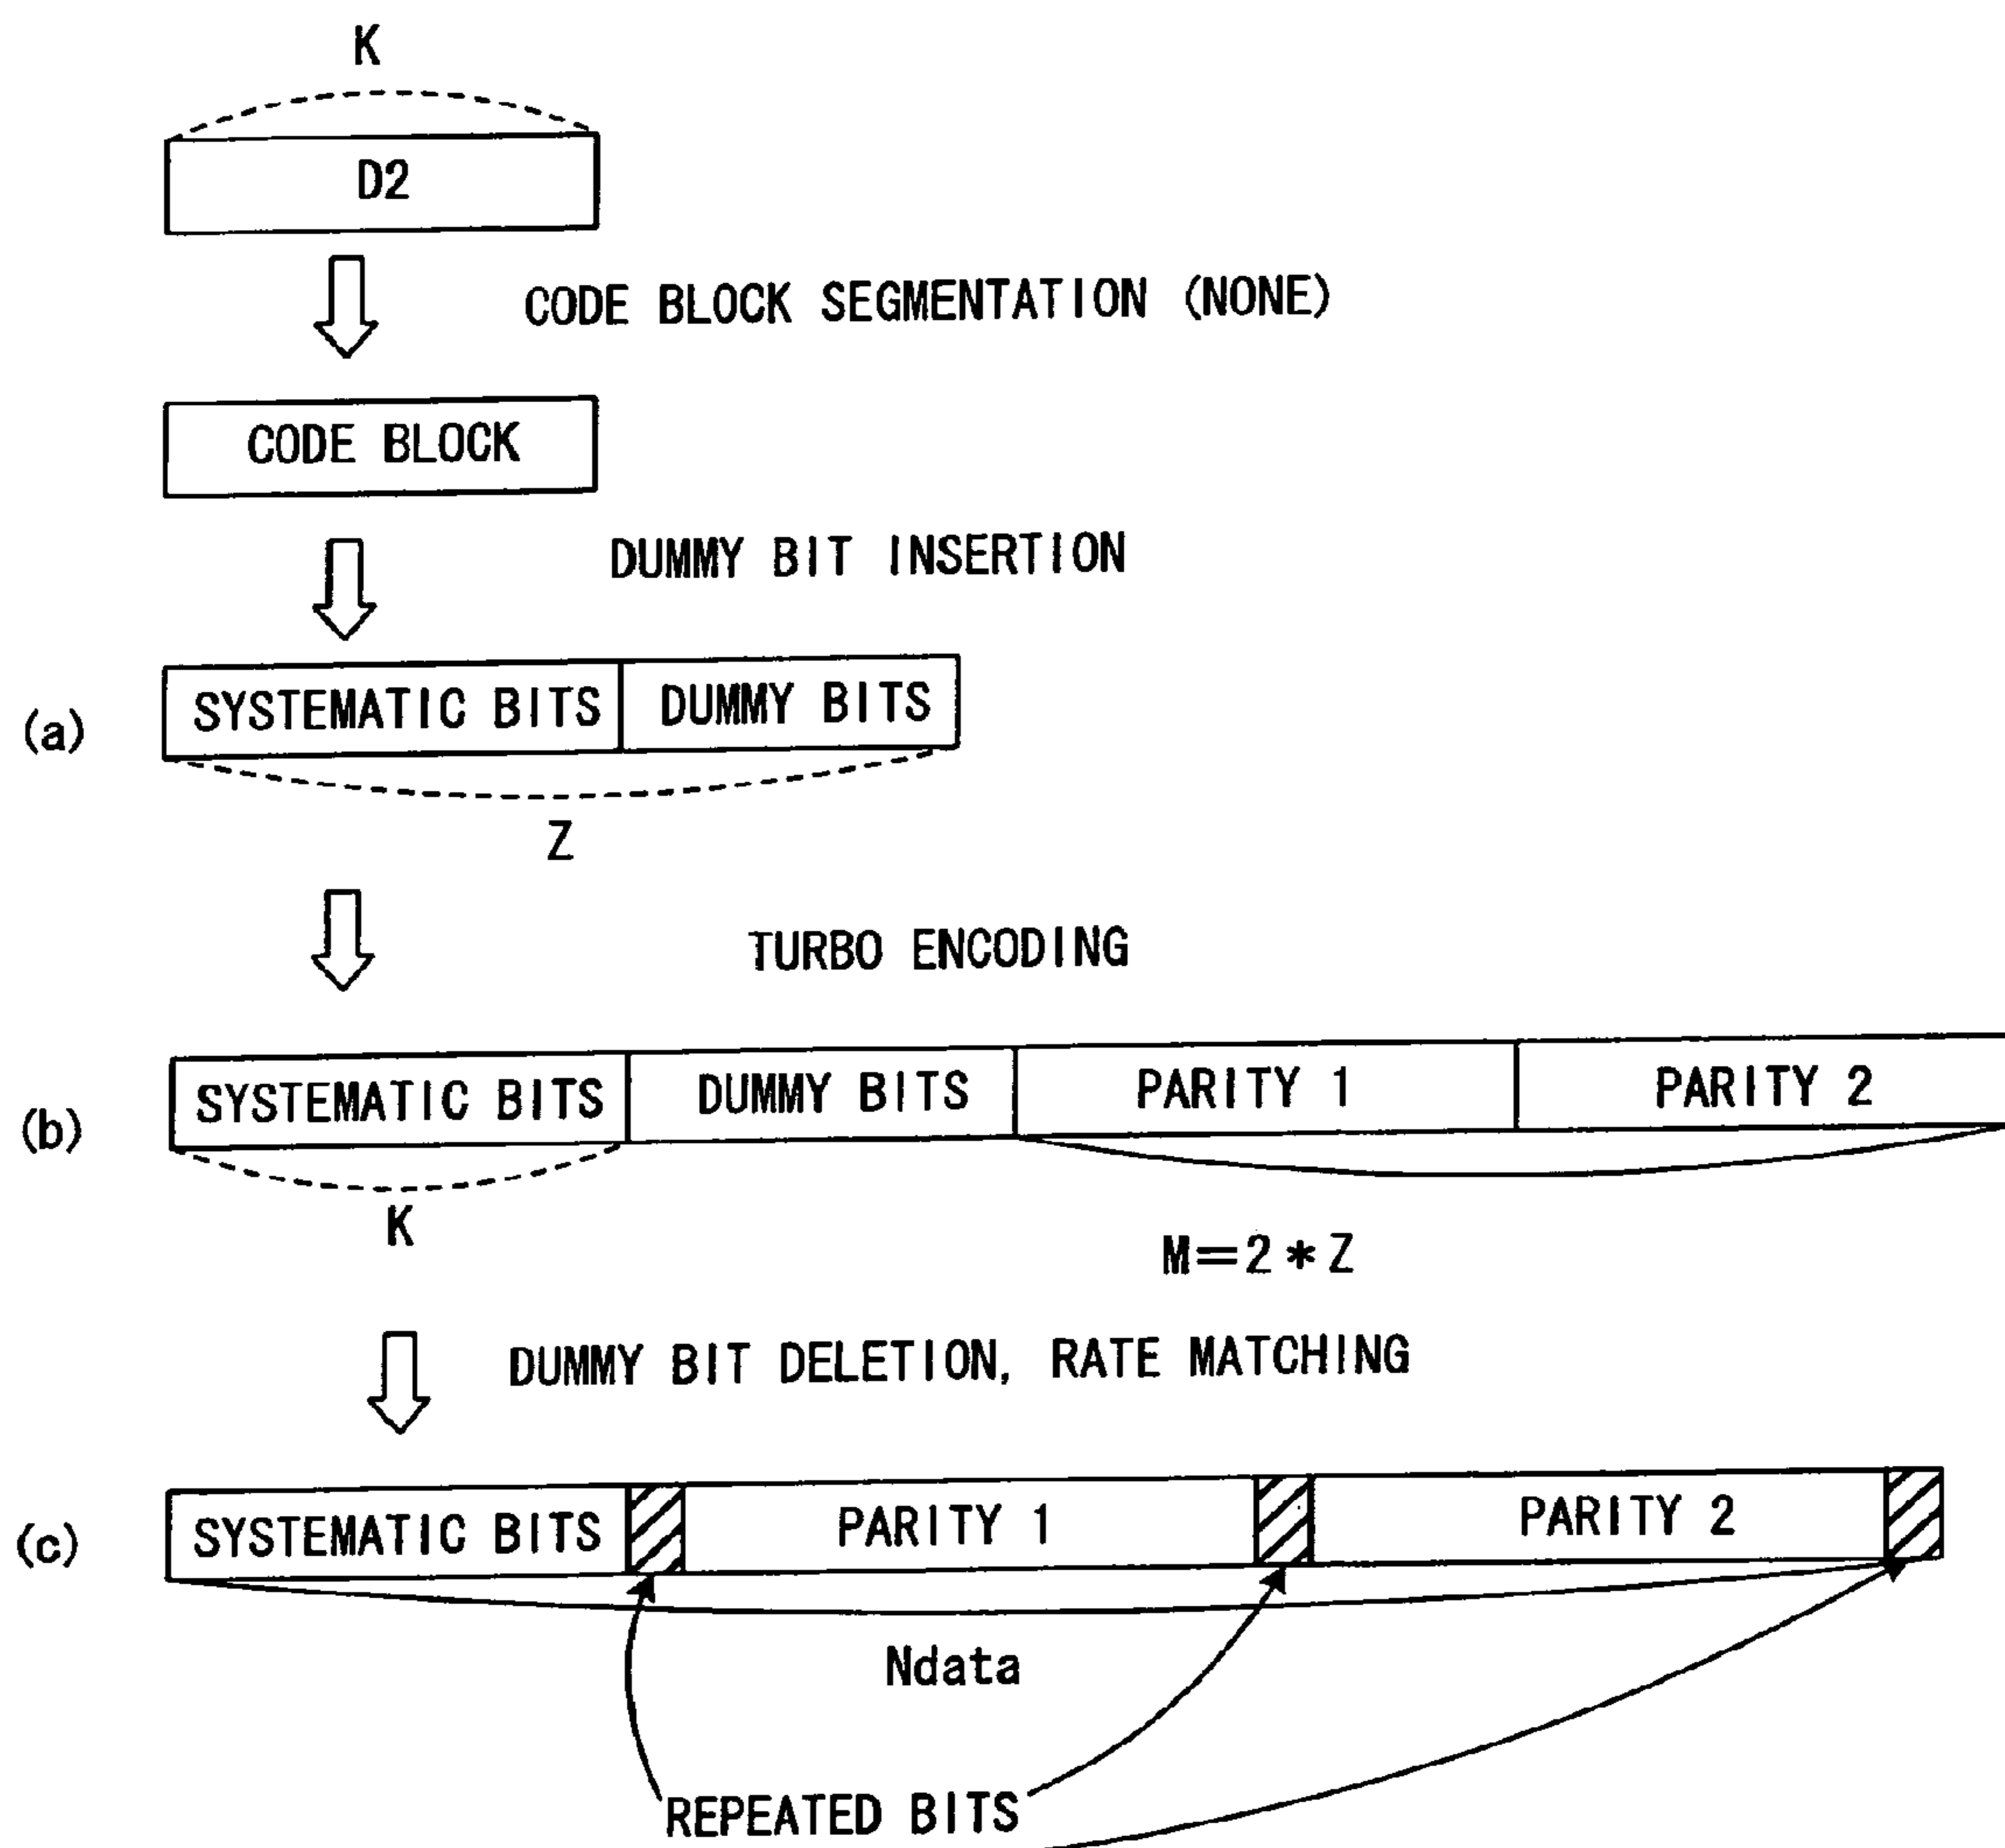 K
D2
CODE BLOCK SEGMENTATION (NONE)
CODE BLOCK
DUMMY BIT INSERTION
(a) SYSTEMATIC BITS DUMMY BITS
Z
TURBO ENCODING
(b) SYSTEMATIC BITS DUMMY BITS PARITY 1 PARITY 2
K
M=2*Z
DUMMY BIT DELETION, RATE MATCHING
(c) SYSTEMATIC BITS PARITY 1 PARITY 2
Ndata
REPEATED BITS